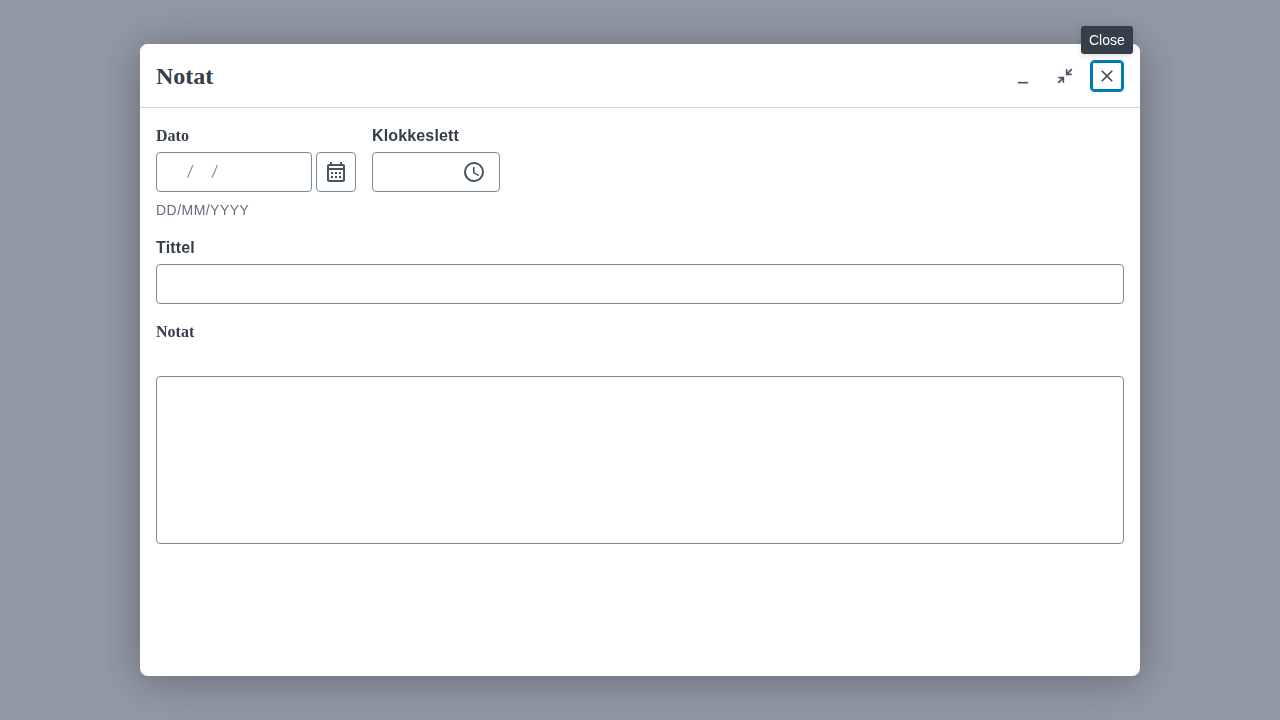 Close
Notat
Dato
Klokkeslett
/ /
DD/MM/YYYY
Tittel
Notat